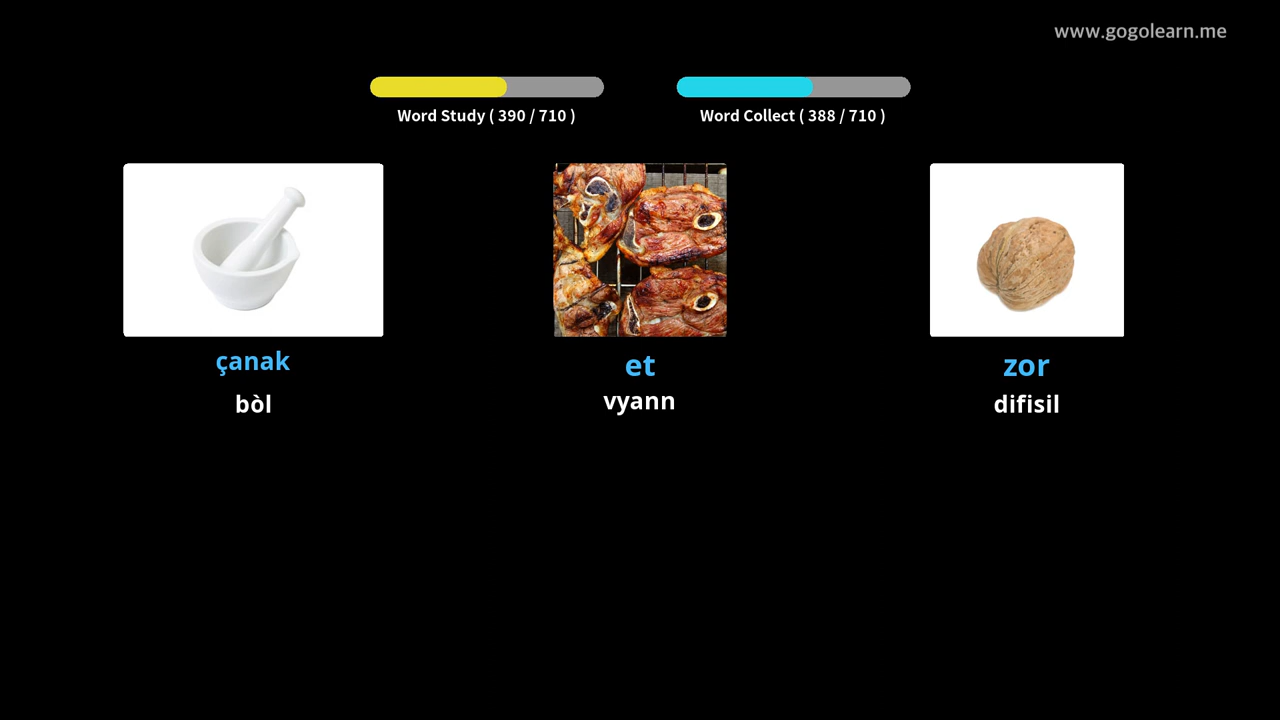 www.gogolearn.me
Word Study ( 390 / 710 )
Word Collect ( 388 / 710 )
çanak
et
zor
bòl
vyann
difisil